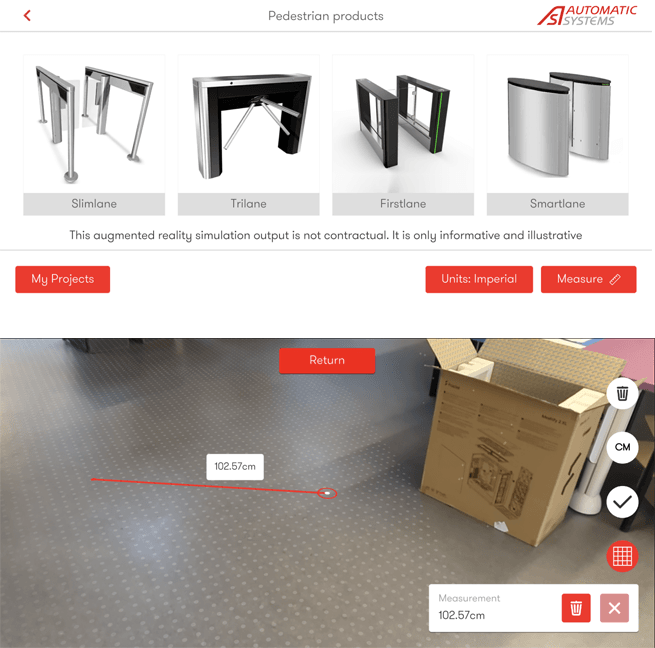 Pedestrian products
AUTOMATIC
SYSTEMS
Slimlane
Trilane
Firstlane
Smartlane
This augmented reality simulation output is not contractual. It is only informative and illustrative
My Projects
Units: Imperial
Measure
Return
102.57cm
CM
Measurement
102.57cm